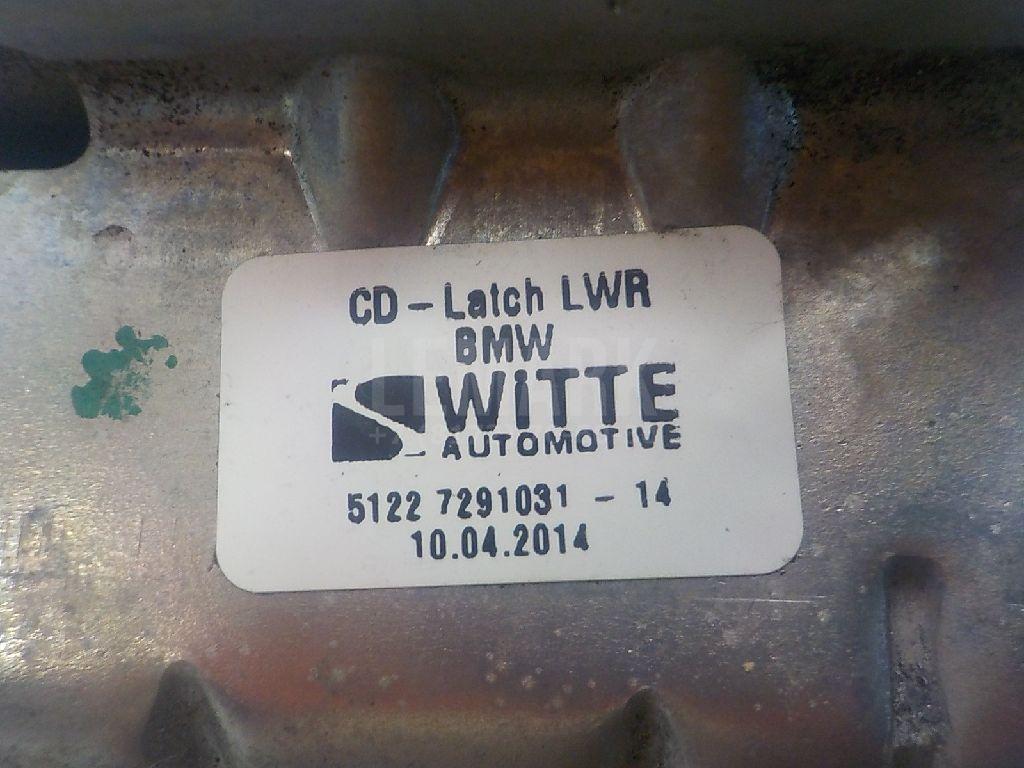 CD - Latch LWR
BMW
WiTTE
AUTOMOTIVE
5122 7291031 - 14
10.04.2014